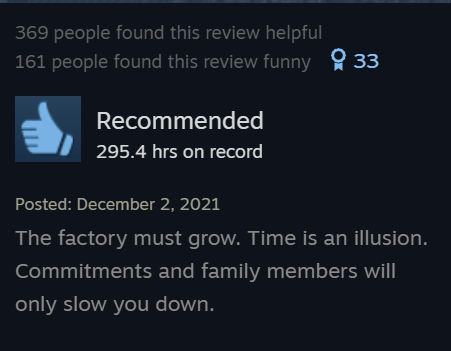 369 people found this review helpful
161 people found this review funny 33
Recommended
295.4 hrs on record
Posted: December 2, 2021
The factory must grow. Time is an illusion.
Commitments and family members will
only slow you down.